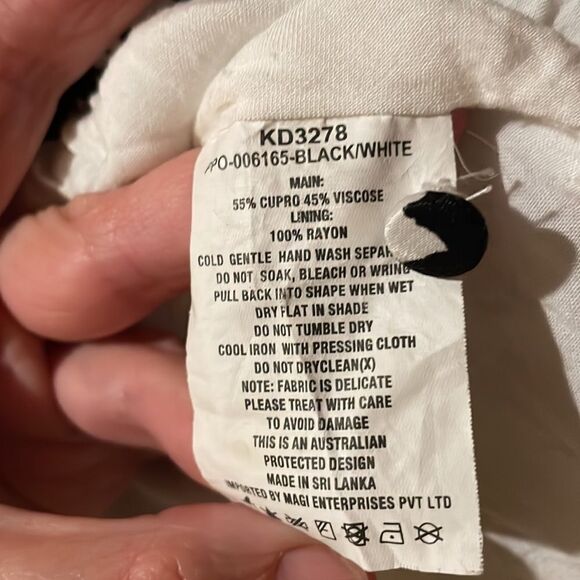 KD3278
PO-006165-BLACK/WHITE
MAIN:
55% CUPRO 45% VISCOSE
LINING:
100% RAYON
COLD GENTLE HAND WASH
DO NOT SOAK, BLEACH OR WRING
PULL BACK INTO SHAPE WHEN WET
DRY FLAT IN SHADE
DO NOT TUMBLE DRY
COOL IRON WITH PRESSING CLOTH
DO NOT DRYCLEAN(X)
NOTE: FABRIC IS DELICATE
PLEASE TREAT WITH CARE
TO AVOID DAMAGE
THIS IS AN AUSTRALIAN
PROTECTED DESIGN
MADE IN SRI LANKA
IMPORTED BY MAGI ENTERPRISES PVT LTD